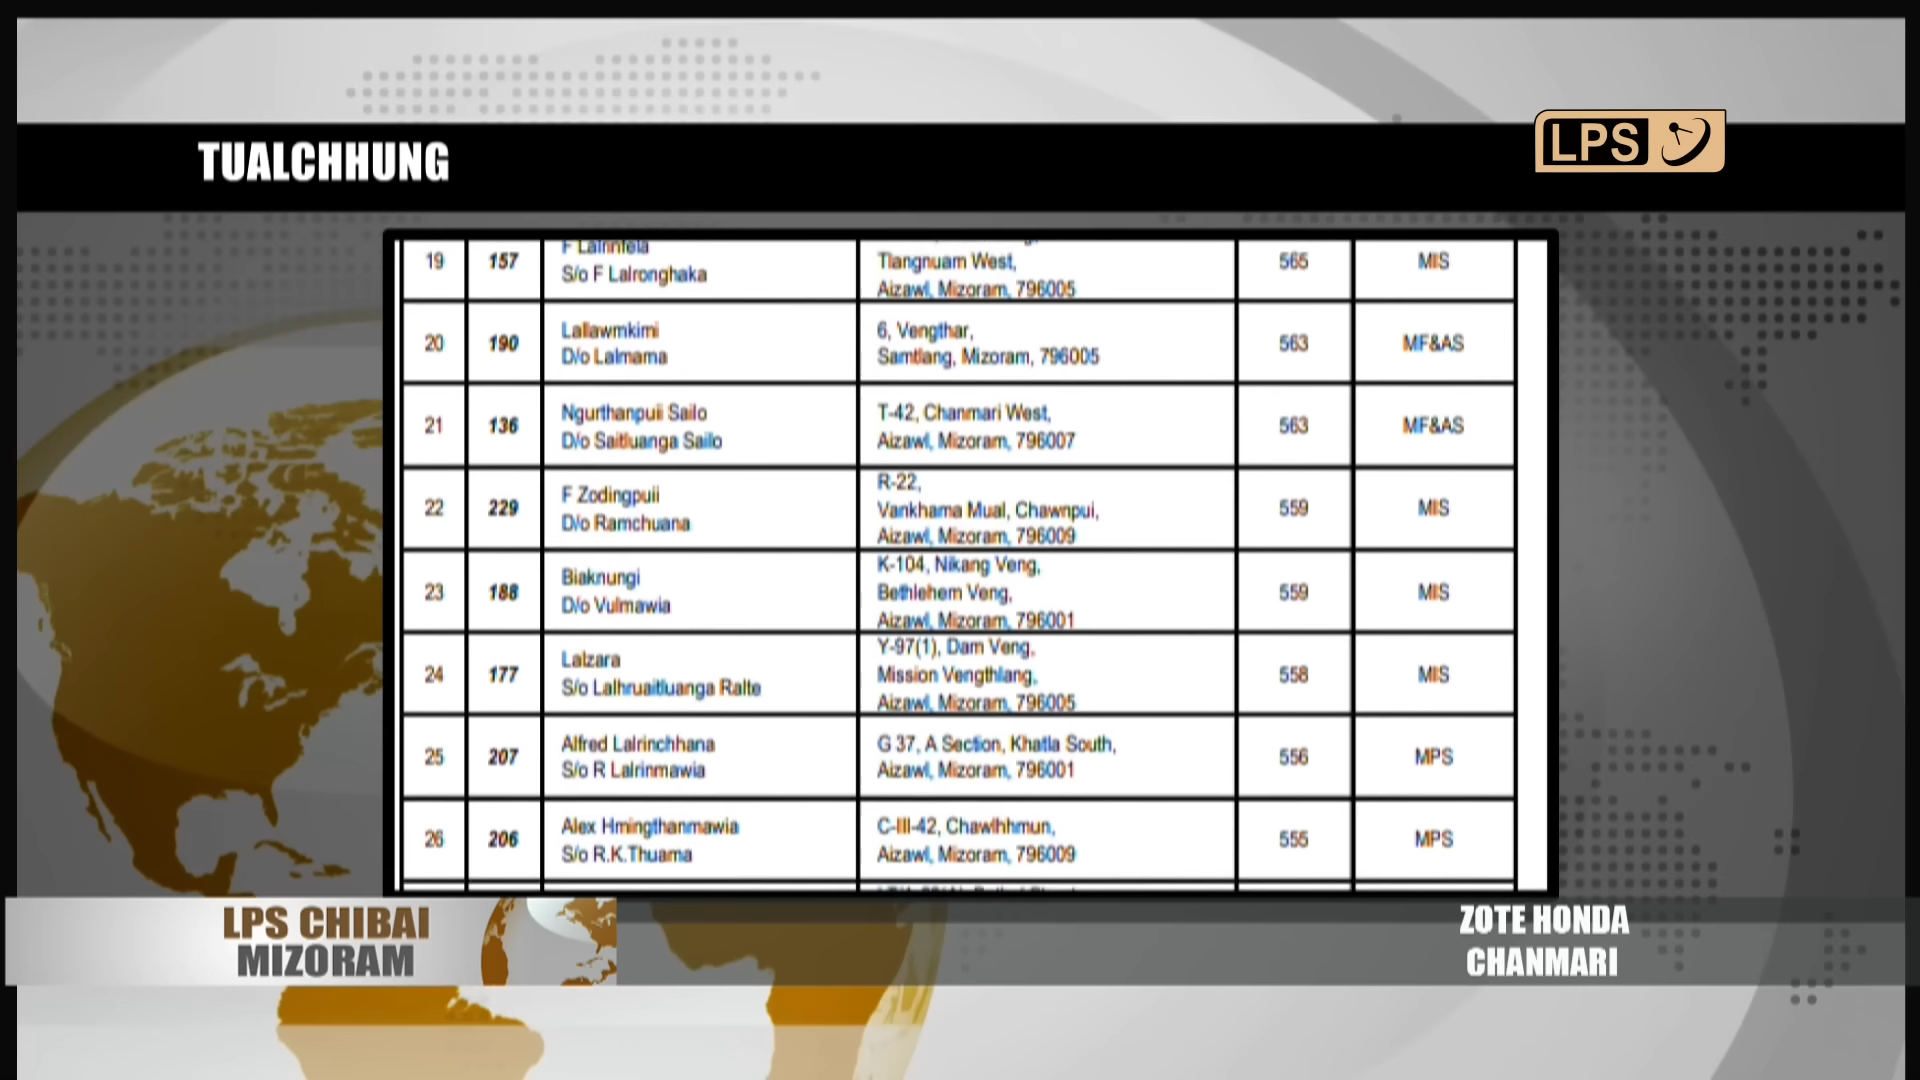 TUALCHHUNG
LPS
19 157 F Lalrinfela
S/o F Lalronghaka
Tlangnuam West,
Aizawl, Mizoram, 796005
565 MIS
20 190 Lallawmkimi
D/o Lalmama
6, Vengthar,
Samtlang, Mizoram, 796005
563 MF&AS
21 136 Ngurthanpuii Sailo
D/o Saitluanga Sailo
T-42, Chanmari West,
Aizawl, Mizoram, 796007
563 MF&AS
22 229 F Zodingpuii
D/o Ramchuana
R-22,
Vankhama Mual, Chawnpui,
Aizawl, Mizoram, 796009
559 MIS
23 188 Biaknungi
D/o Vulmawia
K-104, Nikang Veng,
Bethlehem Veng,
Aizawl, Mizoram, 796001
559 MIS
24 177 Lalzara
S/o Lalhruaitluanga Ralte
Y-97(1), Dam Veng,
Mission Vengthlang,
Aizawl, Mizoram, 796005
558 MIS
25 207 Alfred Lalrinchhana
S/o R Lalrinmawia
G 37, A Section, Khatla South,
Aizawl, Mizoram, 796001
556 MPS
26 206 Alex Hmingthanmawia
S/o R.K.Thuama
C-III-42, Chawlhhmun,
Aizawl, Mizoram, 796009
555 MPS
LPS CHIBAI
MIZORAM
ZOTE HONDA
CHANMARI